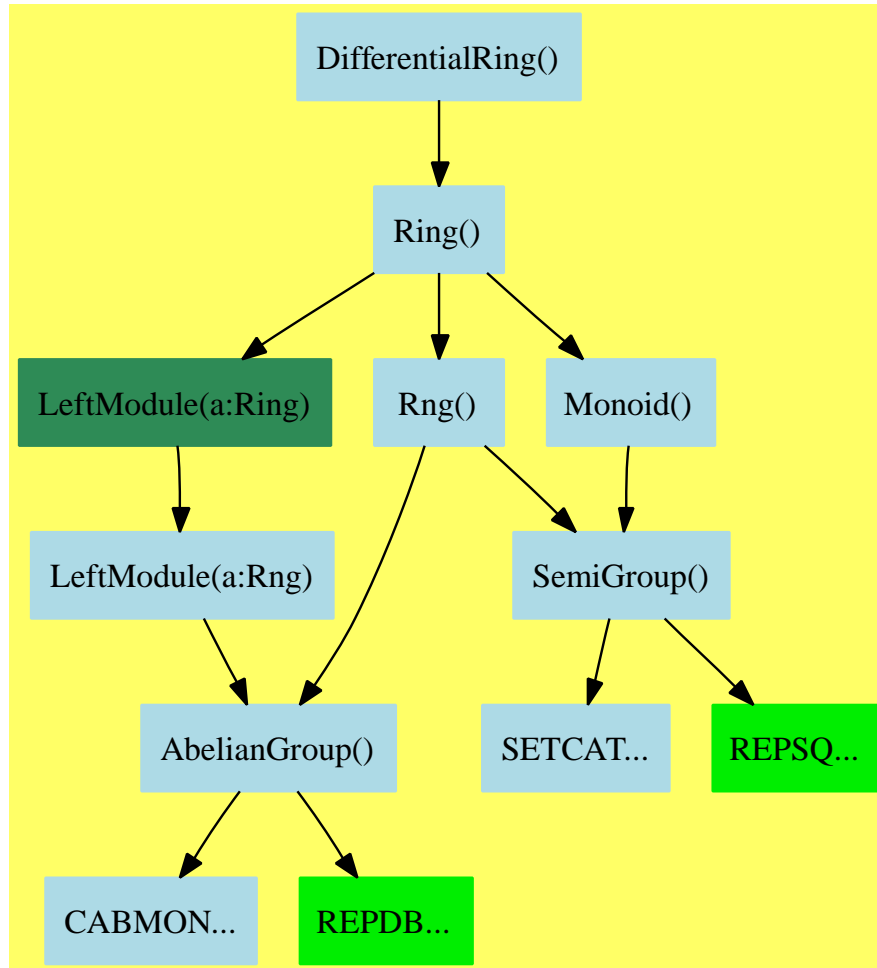 DifferentialRing()
Ring()
LeftModule(a:Ring)
Rng()
Monoid()
LeftModule(a:Rng)
SemiGroup()
AbelianGroup()
SETCAT...
REPSQ...
CABMON...
REPDB...